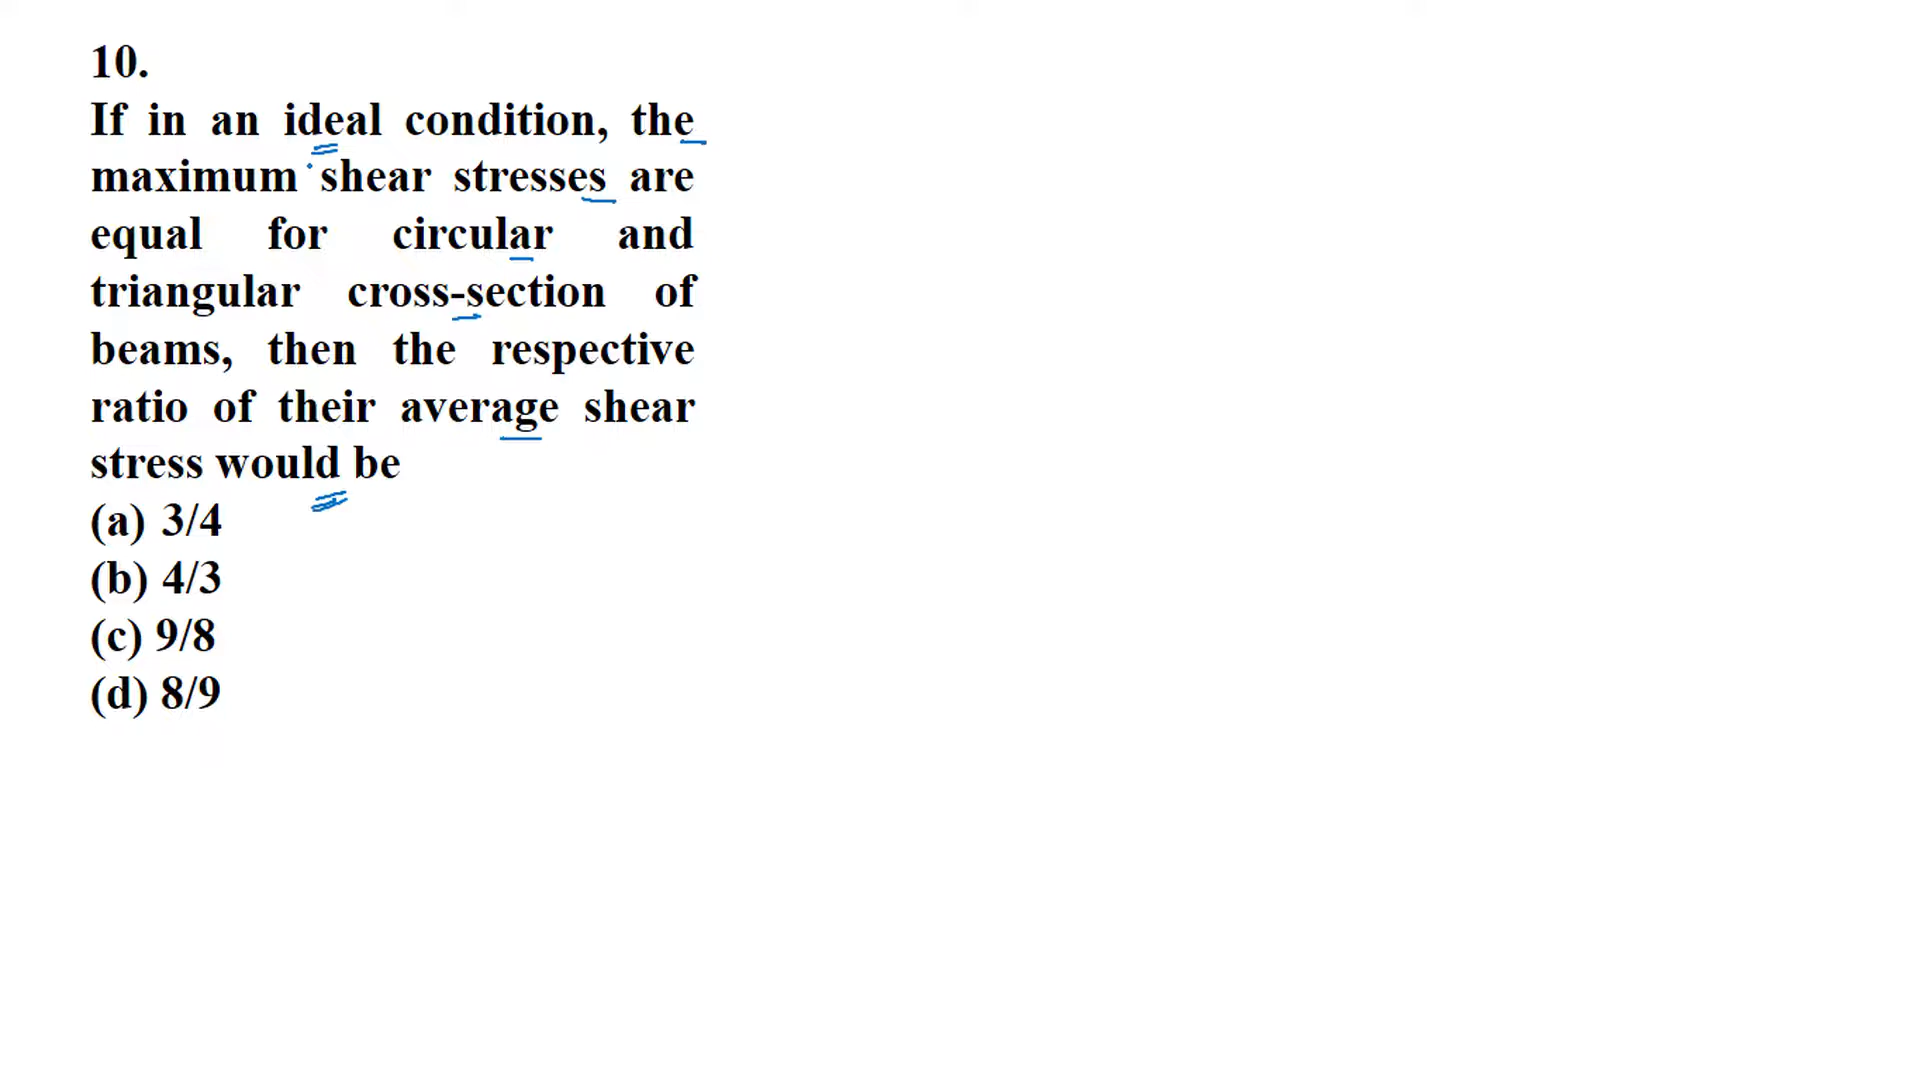 10.
If in an ideal condition, the
maximum shear stresses are
equal for circular and
triangular cross-section of
beams, then the respective
ratio of their average shear
stress would be
(a) 3/4
(b) 4/3
(c) 9/8
(d) 8/9